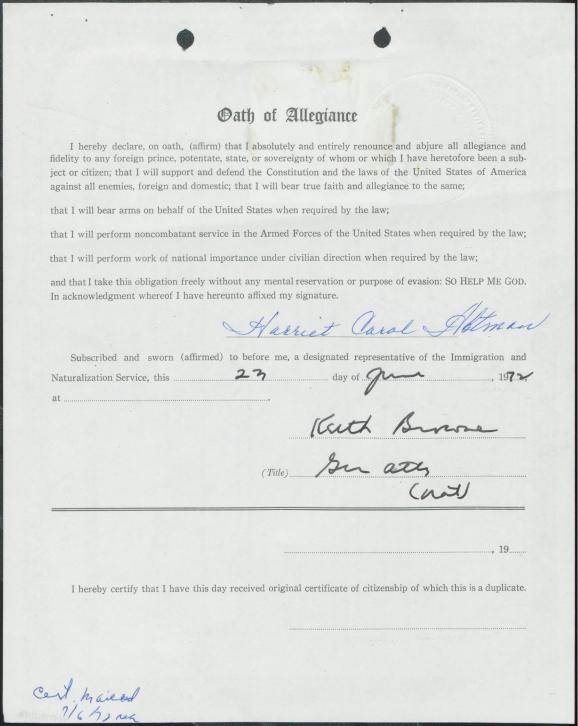 Oath of Allegiance
I hereby declare, on oath, (affirm) that I absolutely and entirely renounce and abjure all allegiance and
fidelity to any foreign prince, potentate, state, or sovereignty of whom or which I have heretofore been a sub-
ject or citizen; that I will support and defend the Constitution and the laws of the United States of America
against all enemies, foreign and domestic; that I will bear true faith and allegiance to the same;
that I will bear arms on behalf of the United States when required by the law;
that I will perform noncombatant service in the Armed Forces of the United States when required by the law;
that I will perform work of national importance under civilian direction when required by the law;
and that I take this obligation freely without any mental reservation or purpose of evasion: SO HELP ME GOD.
In acknowledgment whereof I have hereunto affixed my signature.
Harriet Carol Hotman
Subscribed and sworn (affirmed) to before me, a designated representative of the Immigration and
Naturalization Service, this 23 day of June, 1972
at
Keith Browne
(Title) Gen atty
(nat)
, 19
I hereby certify that I have this day received original certificate of citizenship of which this is a duplicate.
Cert. mailed
7/6/72